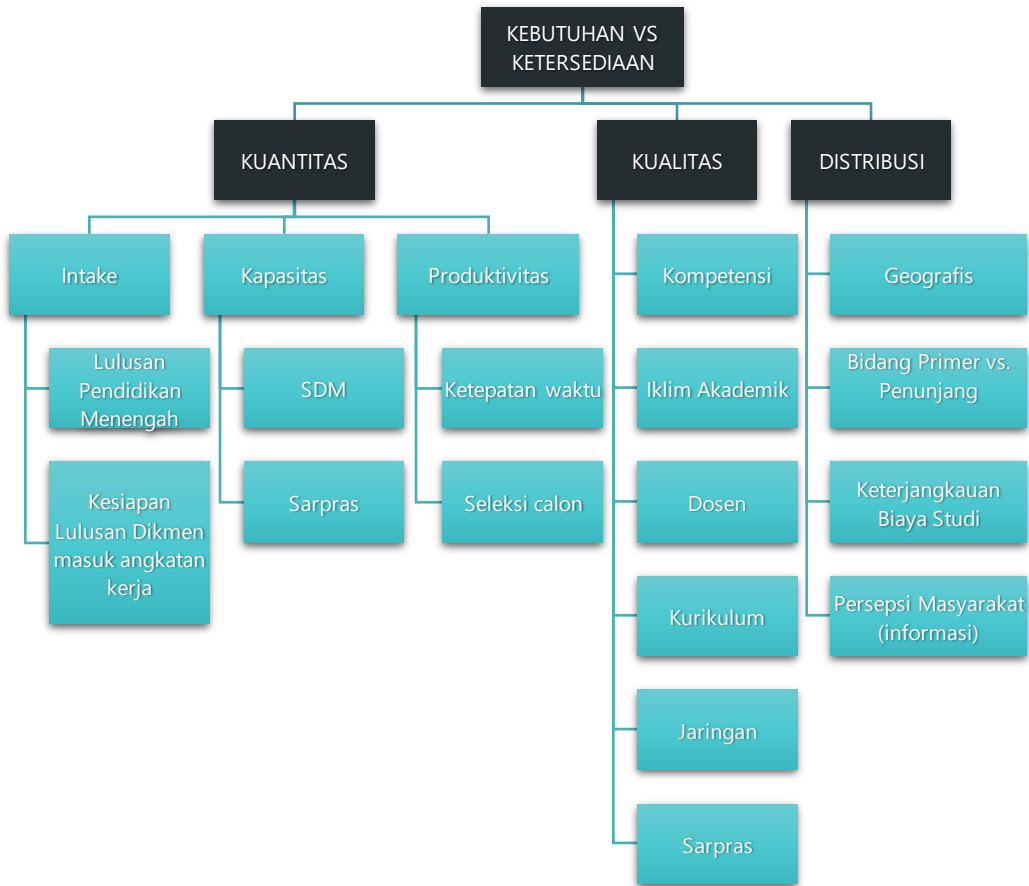 KEBUTUHAN VS
KETERSEDIAAN
KUANTITAS
KUALITAS
DISTRIBUSI
Intake
Kapasitas
Produktivitas
Kompetensi
Geografis
Lulusan
Pendidikan
Menengah
SDM
Ketepatan waktu
Iklim Akademik
Bidang Primer vs.
Penunjang
Kesiapan
Lulusan Dikmen
masuk angkatan
kerja
Sarpras
Seleksi calon
Dosen
Keterjangkauan
Biaya Studi
Kurikulum
Persepsi Masyarakat
(informasi)
Jaringan
Sarpras